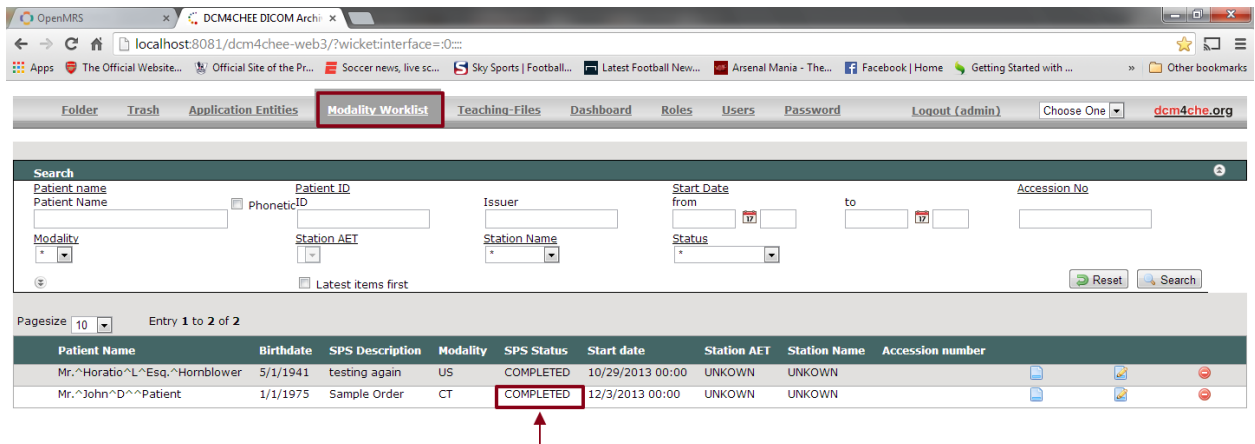 OpenMRS × DCM4CHEE DICOM Archi ×
localhost:8081/dcm4chee-web3/?wicket:interface=:0::::
Apps The Official Website... Official Site of the Pr... Soccer news, live sc... Sky Sports | Football... Latest Football New... Arsenal Mania - The... Facebook | Home Getting Started with ... » Other bookmarks
Folder Trash Application Entities Modality Worklist Teaching-Files Dashboard Roles Users Password Logout (admin) Choose One dcm4che.org
Search
Patient name Patient ID Start Date Accession No
Patient Name Phonetic ID Issuer from to
17 17
Modality Station AET Station Name Status
* * *
Latest items first Reset Search
Pagesize 10 Entry 1 to 2 of 2
Patient Name Birthdate SPS Description Modality SPS Status Start date Station AET Station Name Accession number
Mr.^Horatio^L^Esq.^Hornblower 5/1/1941 testing again US COMPLETED 10/29/2013 00:00 UNKOWN UNKOWN
Mr.^John^D^^Patient 1/1/1975 Sample Order CT COMPLETED 12/3/2013 00:00 UNKOWN UNKOWN